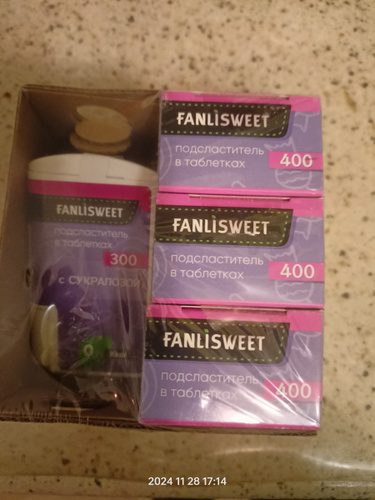 FANLISWEET
подсластитель
в таблетках
300
с СУКРАЛОЗОЙ
0
FANLISWEET
подсластитель
в таблетках
400
FANLISWEET
подсластитель
в таблетках
400
FANLISWEET
подсластитель
в таблетках
400
2024 11 28 17:14